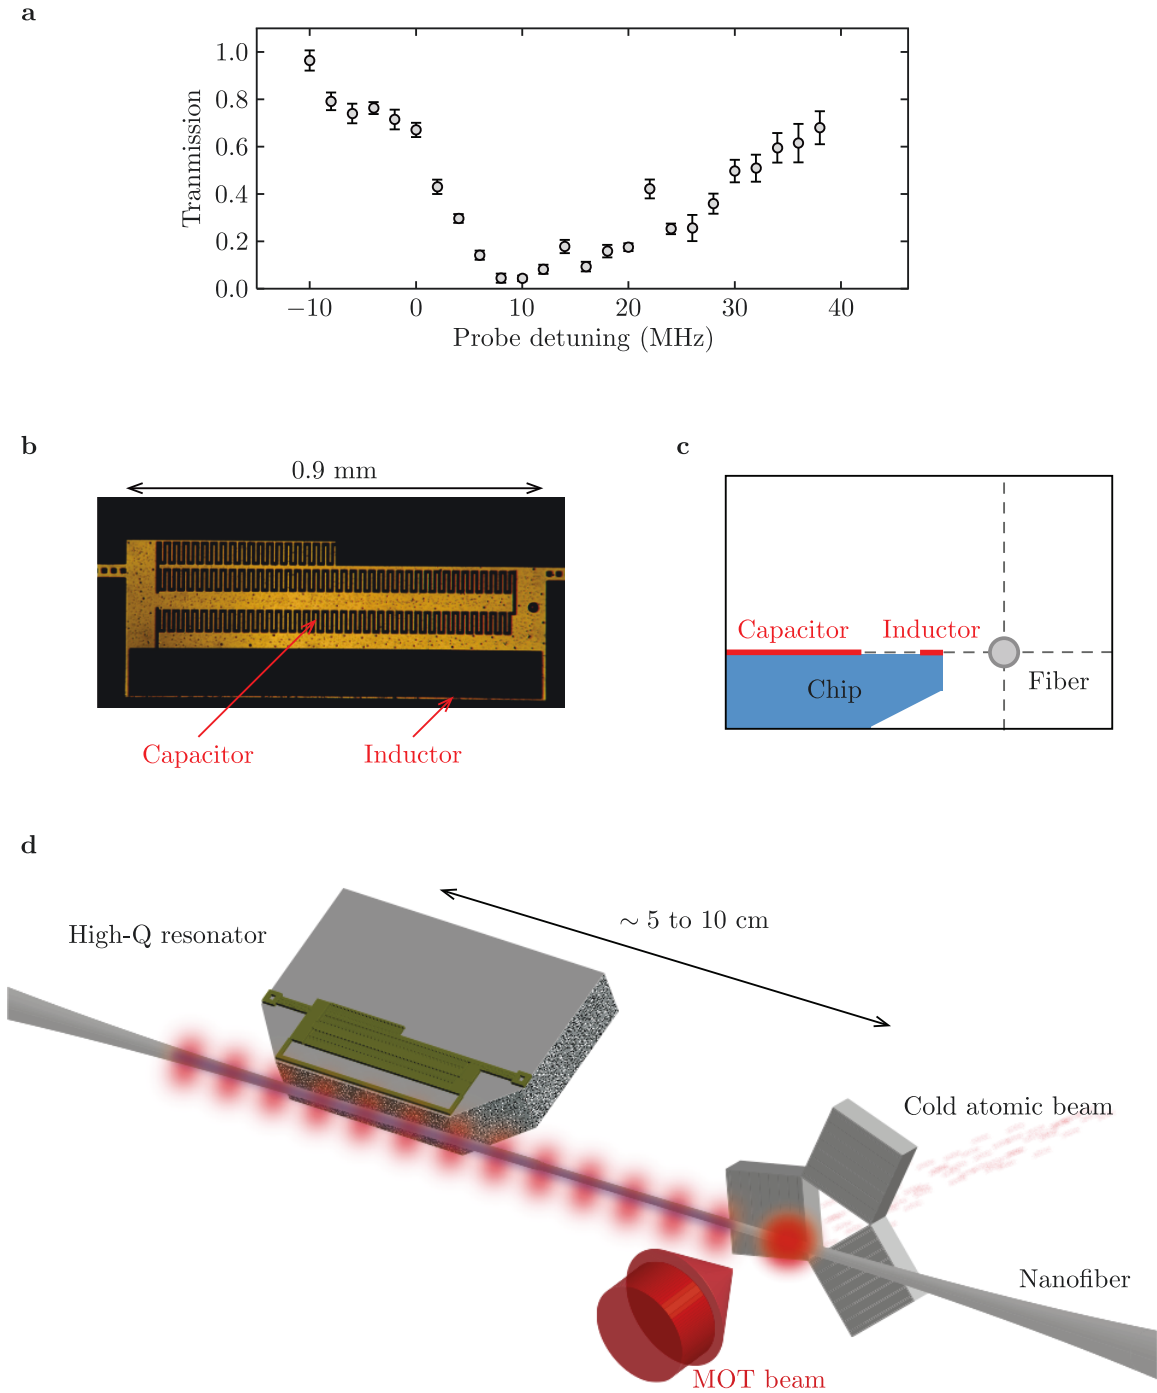 a
1.0
0.8
0.6
0.4
0.2
0.0
Tranmission
−10 0 10 20 30 40
Probe detuning (MHz)
b
0.9 mm
Capacitor
Inductor
c
Capacitor
Inductor
Chip
Fiber
d
~ 5 to 10 cm
High-Q resonator
Cold atomic beam
Nanofiber
MOT beam